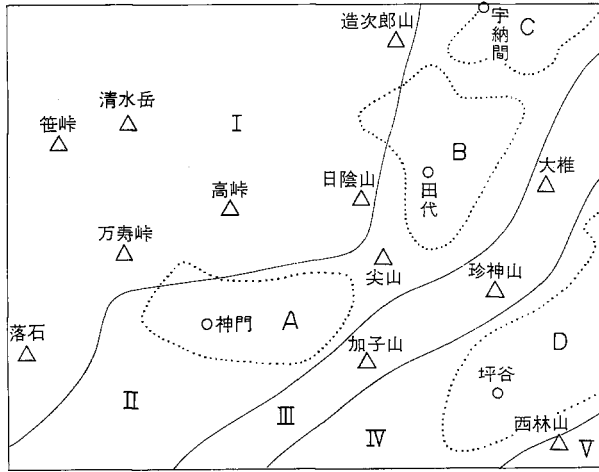 造次郎山
宇納間
C
清水岳
笹峠
I
B
田代
大椎
日陰山
高峠
万寿峠
尖山
珍神山
神門
A
落石
加子山
D
坪谷
II
III
IV
西林山
V